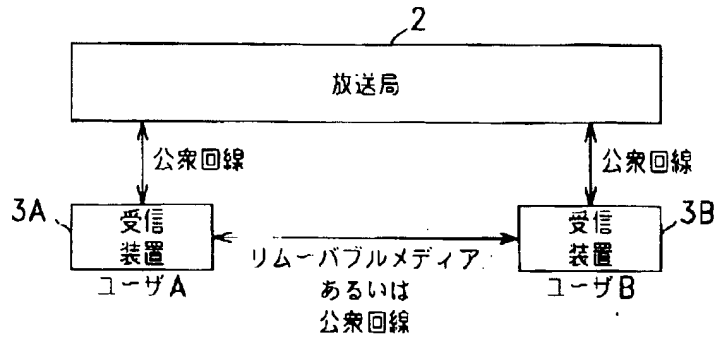 2
放送局
公衆回線
公衆回線
3A
受信
装置
ユーザA
リムーバブルメディア
あるいは
公衆回線
受信
装置
ユーザB
3B